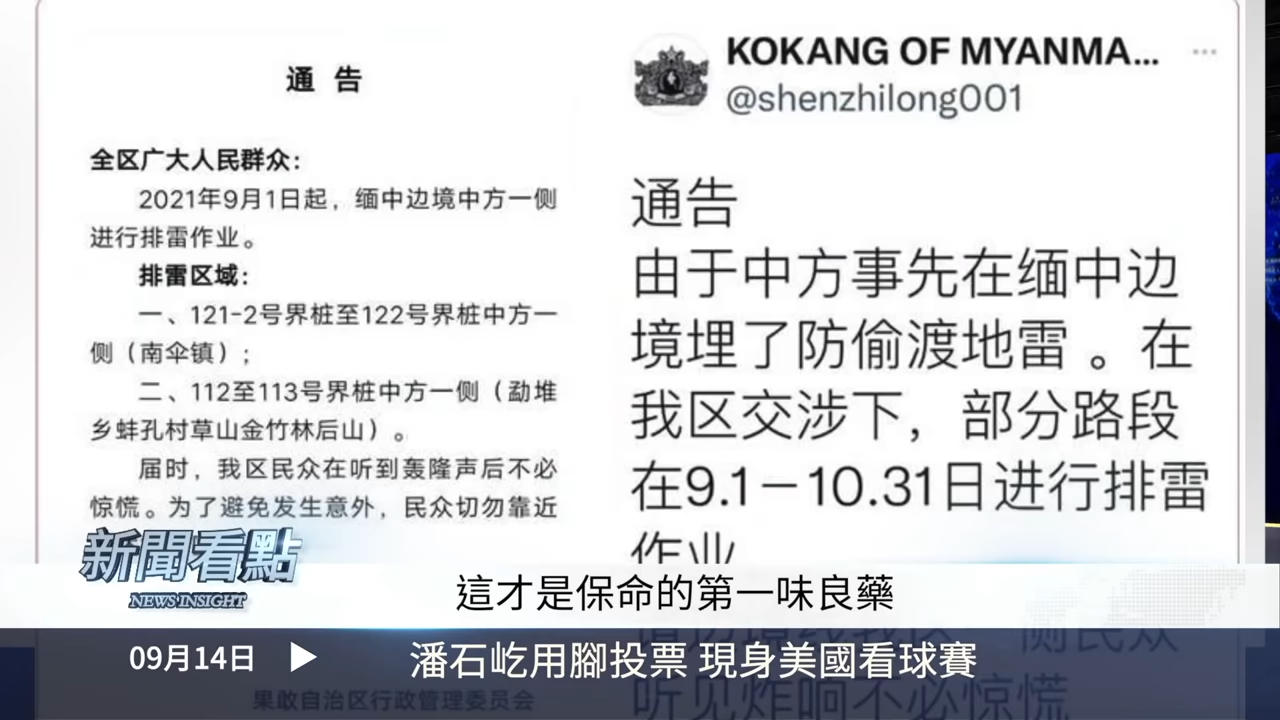 通 告
全区广大人民群众：
2021年9月1日起，缅中边境中方一侧
进行排雷作业。
排雷区域：
一、121-2号界桩至122号界桩中方一
侧（南伞镇）；
二、112至113号界桩中方一侧（勐堆
乡蚌孔村草山金竹林后山）。
届时，我区民众在听到轰隆声后不必
惊慌。为了避免发生意外，民众切勿靠近
果敢自治区行政管理委员会
KOKANG OF MYANMA...
@shenzhilong001
通告
由于中方事先在缅中边
境埋了防偷渡地雷 。在
我区交涉下，部分路段
在9.1－10.31日进行排雷
作业
侧民众
听见炸响不必惊慌
新聞看點
NEWS INSIGHT
這才是保命的第一味良藥
09月14日
潘石屹用腳投票 現身美國看球賽